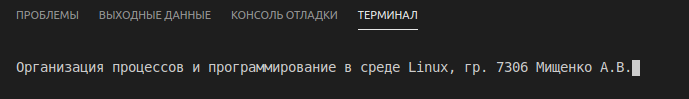 ПРОБЛЕМЫ ВЫХОДНЫЕ ДАННЫЕ КОНСОЛЬ ОТЛАДКИ ТЕРМИНАЛ
Организация процессов и программирование в среде Linux, гр. 7306 Мищенко А.В.